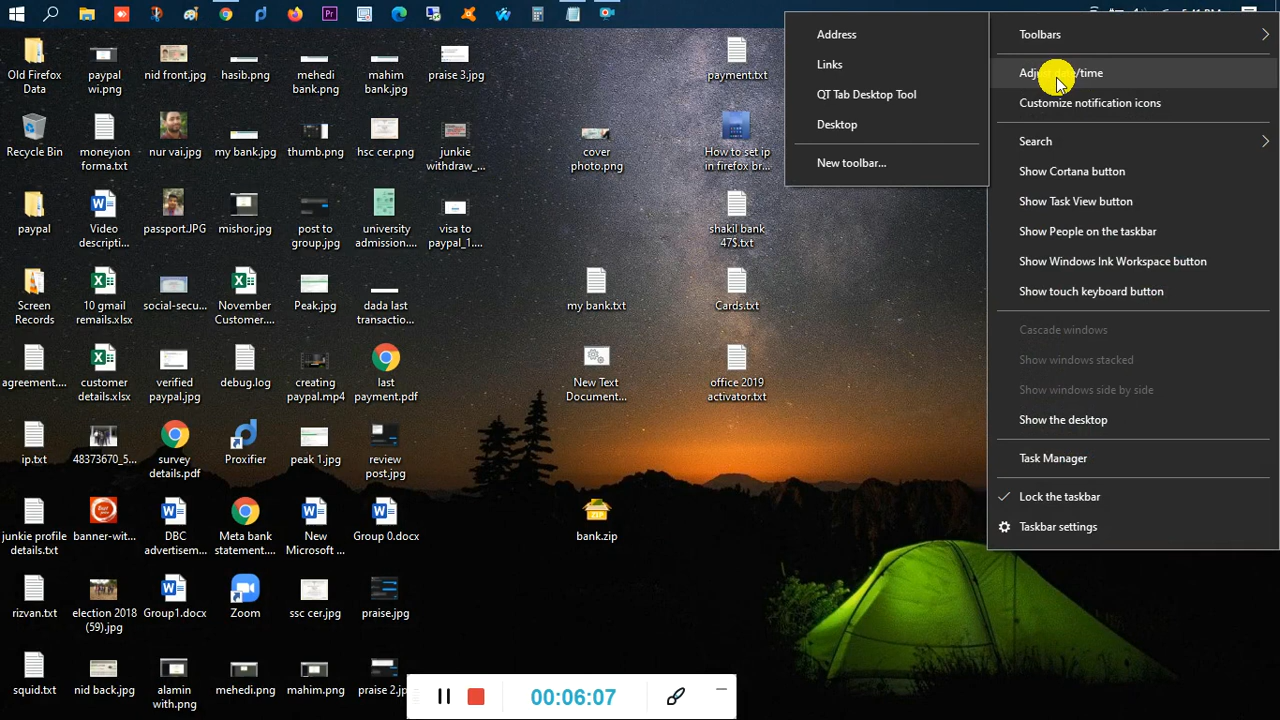 Old Firefox
Data
paypal
wi.png
nid front.jpg
hasib.png
mehedi
bank.png
mahim
bank.png
praise 3.jpg
payment.txt
Recycle Bin
moneyjon
forma.txt
nur vai.jpg
my bank.jpg
thumb.png
hsc cer.png
junkie
withdraw_...
cover
photo.png
How to set ip
in firefox br...
paypal
Video
descripti...
passport.JPG
mishor.jpg
post to
group.jpg
university
admission....
visa to
paypal_1....
shakil bank
47$.txt
Screen
Records
10 gmail
remails.xlsx
social-secu...
November
Customer....
Peak.jpg
dada last
transactio...
my bank.txt
Cards.txt
agreement....
customer
details.xlsx
verified
paypal.jpg
debug.log
creating
paypal.mp4
last
payment.pdf
New Text
Document...
office 2019
activator.txt
ip.txt
48373670_5...
survey
details.pdf
Proxifier
peak 1.jpg
review
post.jpg
junkie profile
details.txt
banner-wit...
DBC
advertisem...
Meta bank
statement....
New
Microsoft ...
Group 0.docx
bank.zip
rizvan.txt
election 2018
(59).jpg
Group1.docx
Zoom
ssc cer.jpg
praise.jpg
squid.txt
nid back.jpg
alamin
with.png
mehedi.png
mahim.png
praise 2.jp
Address
Links
QT Tab Desktop Tool
Desktop
New toolbar...
Toolbars
Adjust date/time
Customize notification icons
Search
Show Cortana button
Show Task View button
Show People on the taskbar
Show Windows Ink Workspace button
Show touch keyboard button
Cascade windows
Show windows stacked
Show windows side by side
Show the desktop
Task Manager
Lock the taskbar
Taskbar settings
00:06:07